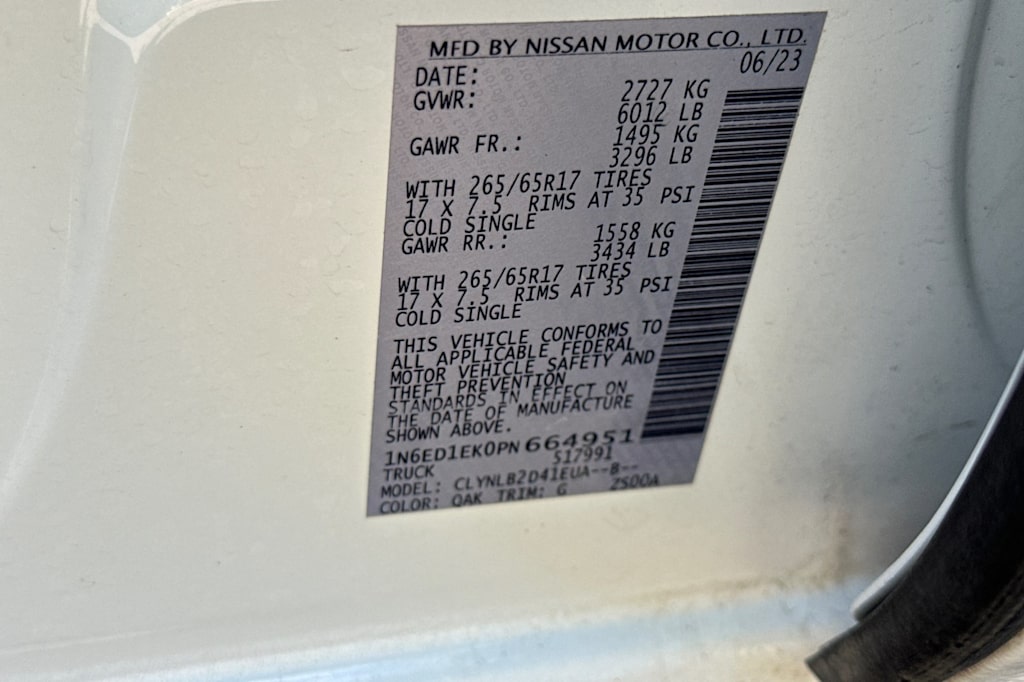 MFD BY NISSAN MOTOR CO., LTD.
DATE: 06/23
GVWR: 2727 KG
6012 LB
GAWR FR.: 1495 KG
3296 LB
WITH 265/65R17 TIRES
17 X 7.5 RIMS AT 35 PSI
COLD SINGLE
GAWR RR.: 1558 KG
3434 LB
WITH 265/65R17 TIRES
17 X 7.5 RIMS AT 35 PSI
COLD SINGLE
THIS VEHICLE CONFORMS TO
ALL APPLICABLE FEDERAL
MOTOR VEHICLE SAFETY AND
THEFT PREVENTION
STANDARDS IN EFFECT ON
THE DATE OF MANUFACTURE
SHOWN ABOVE.
1N6ED1EK0PN664951
TRUCK 517991
MODEL: CLYNLB2D41EUA--B--
COLOR: QAK TRIM: G 2S00A